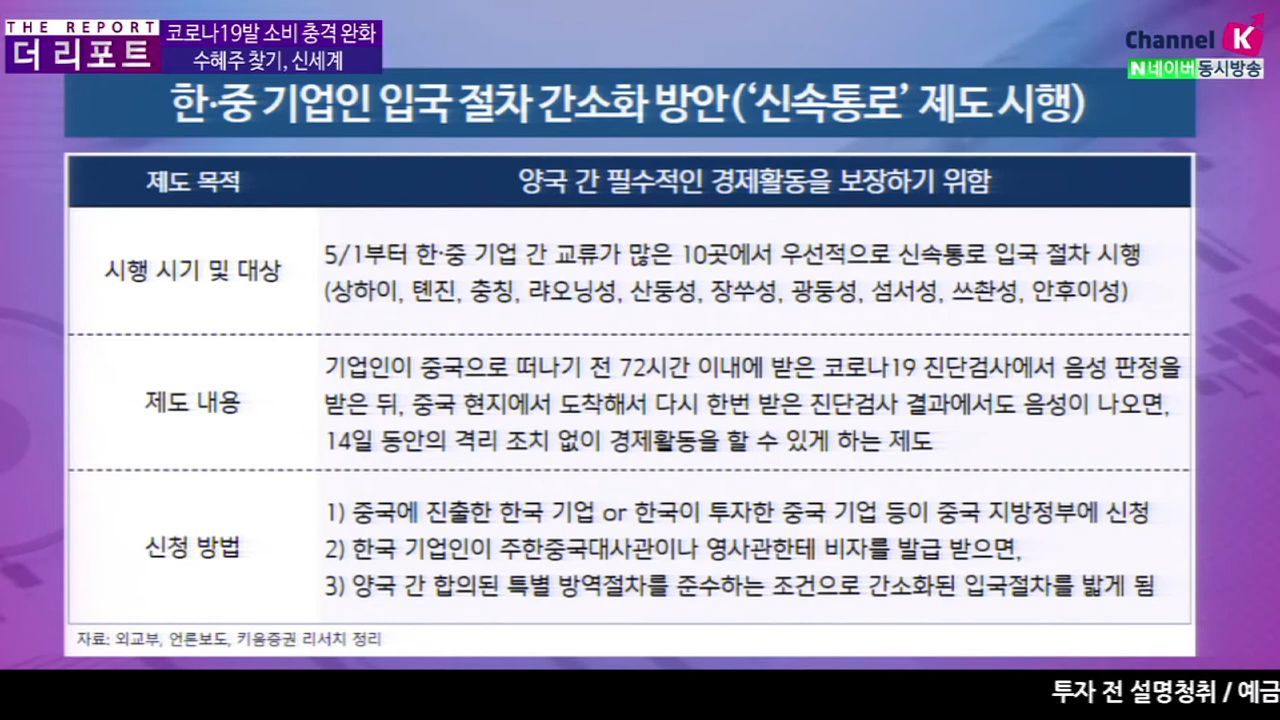 THE REPORT
더 리포트
코로나19발 소비 충격 완화
수혜주 찾기, 신세계
Channel K
N 네이버 동시방송
한·중 기업인 입국 절차 간소화 방안(‘신속통로’ 제도 시행)
제도 목적
양국 간 필수적인 경제활동을 보장하기 위함
시행 시기 및 대상
5/1부터 한·중 기업 간 교류가 많은 10곳에서 우선적으로 신속통로 입국 절차 시행
(상하이, 톈진, 충칭, 랴오닝성, 산둥성, 장쑤성, 광둥성, 섬서성, 쓰촨성, 안후이성)
제도 내용
기업인이 중국으로 떠나기 전 72시간 이내에 받은 코로나19 진단검사에서 음성 판정을
받은 뒤, 중국 현지에서 도착해서 다시 한번 받은 진단검사 결과에서도 음성이 나오면,
14일 동안의 격리 조치 없이 경제활동을 할 수 있게 하는 제도
신청 방법
1) 중국에 진출한 한국 기업 or 한국이 투자한 중국 기업 등이 중국 지방정부에 신청
2) 한국 기업인이 주한중국대사관이나 영사관한테 비자를 발급 받으면,
3) 양국 간 합의된 특별 방역절차를 준수하는 조건으로 간소화된 입국절차를 밟게 됨
자료: 외교부, 언론보도, 키움증권 리서치 정리
투자 전 설명청취 / 예금